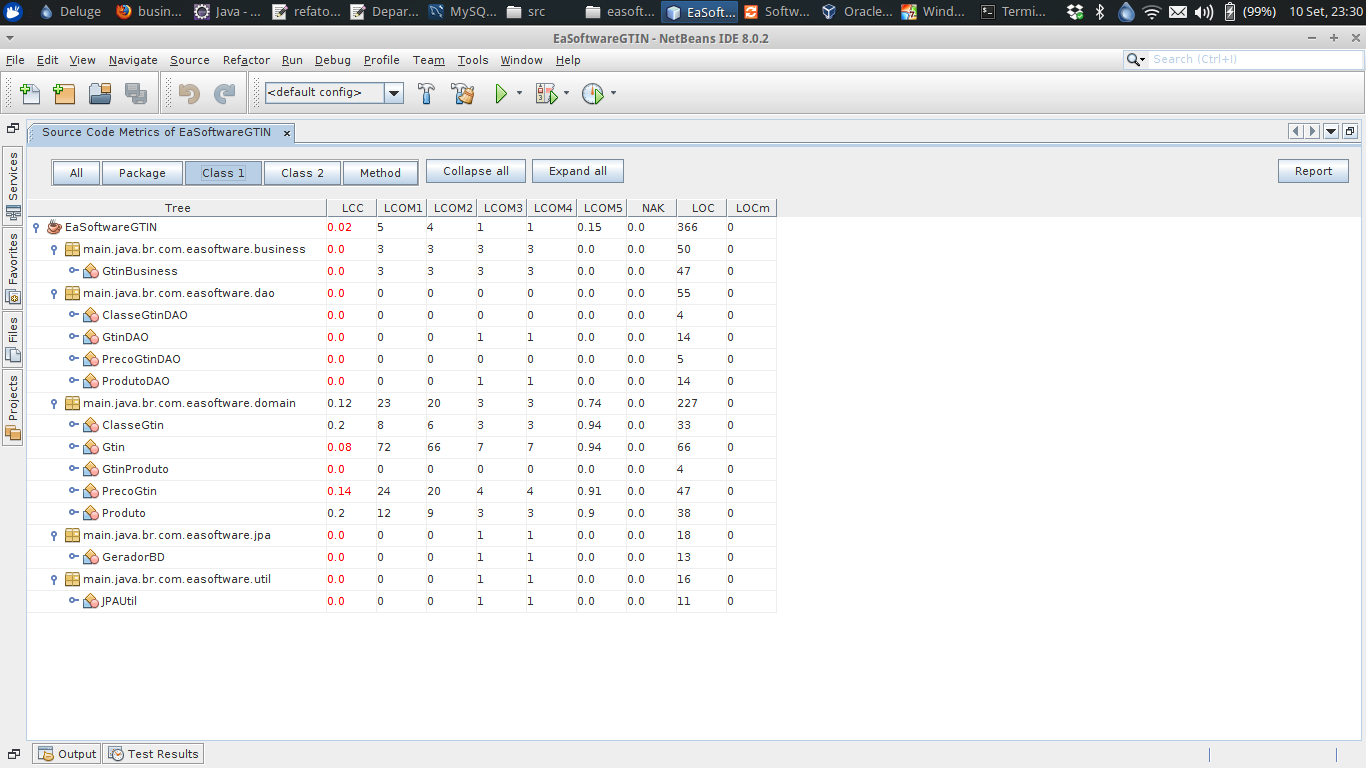 Deluge busin... Java - ... refato... Depar... MySQ... src easoft... EaSoft... Softw... Oracle... Wind... Termi... (99%) 10 Set, 23:30
EaSoftwareGTIN - NetBeans IDE 8.0.2
File Edit View Navigate Source Refactor Run Debug Profile Team Tools Window Help Search (Ctrl+I)
<default config>
Source Code Metrics of EaSoftwareGTIN
Services
Favorites
Files
Projects
All Package Class 1 Class 2 Method Collapse all Expand all Report
Tree LCC LCOM1 LCOM2 LCOM3 LCOM4 LCOM5 NAK LOC LOCm
EaSoftwareGTIN 0.02 5 4 1 1 0.15 0.0 366 0
main.java.br.com.easoftware.business 0.0 3 3 3 3 0.0 0.0 50 0
GtinBusiness 0.0 3 3 3 3 0.0 0.0 47 0
main.java.br.com.easoftware.dao 0.0 0 0 0 0 0.0 0.0 55 0
ClasseGtinDAO 0.0 0 0 0 0 0.0 0.0 4 0
GtinDAO 0.0 0 0 1 1 0.0 0.0 14 0
PrecoGtinDAO 0.0 0 0 0 0 0.0 0.0 5 0
ProdutoDAO 0.0 0 0 1 1 0.0 0.0 14 0
main.java.br.com.easoftware.domain 0.12 23 20 3 3 0.74 0.0 227 0
ClasseGtin 0.2 8 6 3 3 0.94 0.0 33 0
Gtin 0.08 72 66 7 7 0.94 0.0 66 0
GtinProduto 0.0 0 0 0 0 0.0 0.0 4 0
PrecoGtin 0.14 24 20 4 4 0.91 0.0 47 0
Produto 0.2 12 9 3 3 0.9 0.0 38 0
main.java.br.com.easoftware.jpa 0.0 0 0 1 1 0.0 0.0 18 0
GeradorBD 0.0 0 0 1 1 0.0 0.0 13 0
main.java.br.com.easoftware.util 0.0 0 0 1 1 0.0 0.0 16 0
JPAUtil 0.0 0 0 1 1 0.0 0.0 11 0
Output Test Results